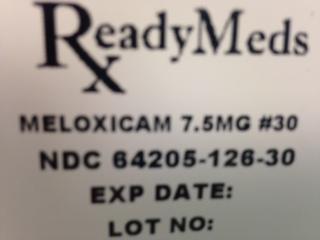 ReadyMeds
MELOXICAM 7.5MG #30
NDC 64205-126-30
EXP DATE:
LOT NO: